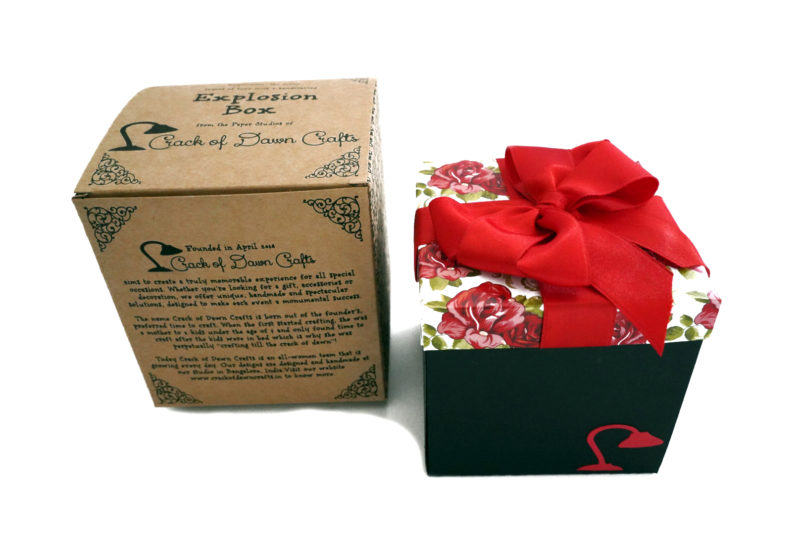 Explosion
Box
from the Paper Studios of
Crack of Dawn Crafts
Founded in April 2014
Crack of Dawn Crafts
aims to create a truly memorable experience for all special
occasions. Whether you're looking for a gift, accessories or
decoration, we offer unique, handmade and spectacular
solutions, designed to make each event a monumental success.
The name Crack of Dawn Crafts is born out of the founder's
preferred time to craft. When she first started crafting, she was
a mother to 2 kids under the age of 2 and only found time to
craft after the kids were in bed which is why she was
perpetually "crafting till the crack of dawn"!
Today Crack of Dawn Crafts is an all-women team that is
growing every day. Our designs are designed and handmade at
our Studio in Bangalore, India. Visit our website
www.crackofdawncrafts.in to know more.